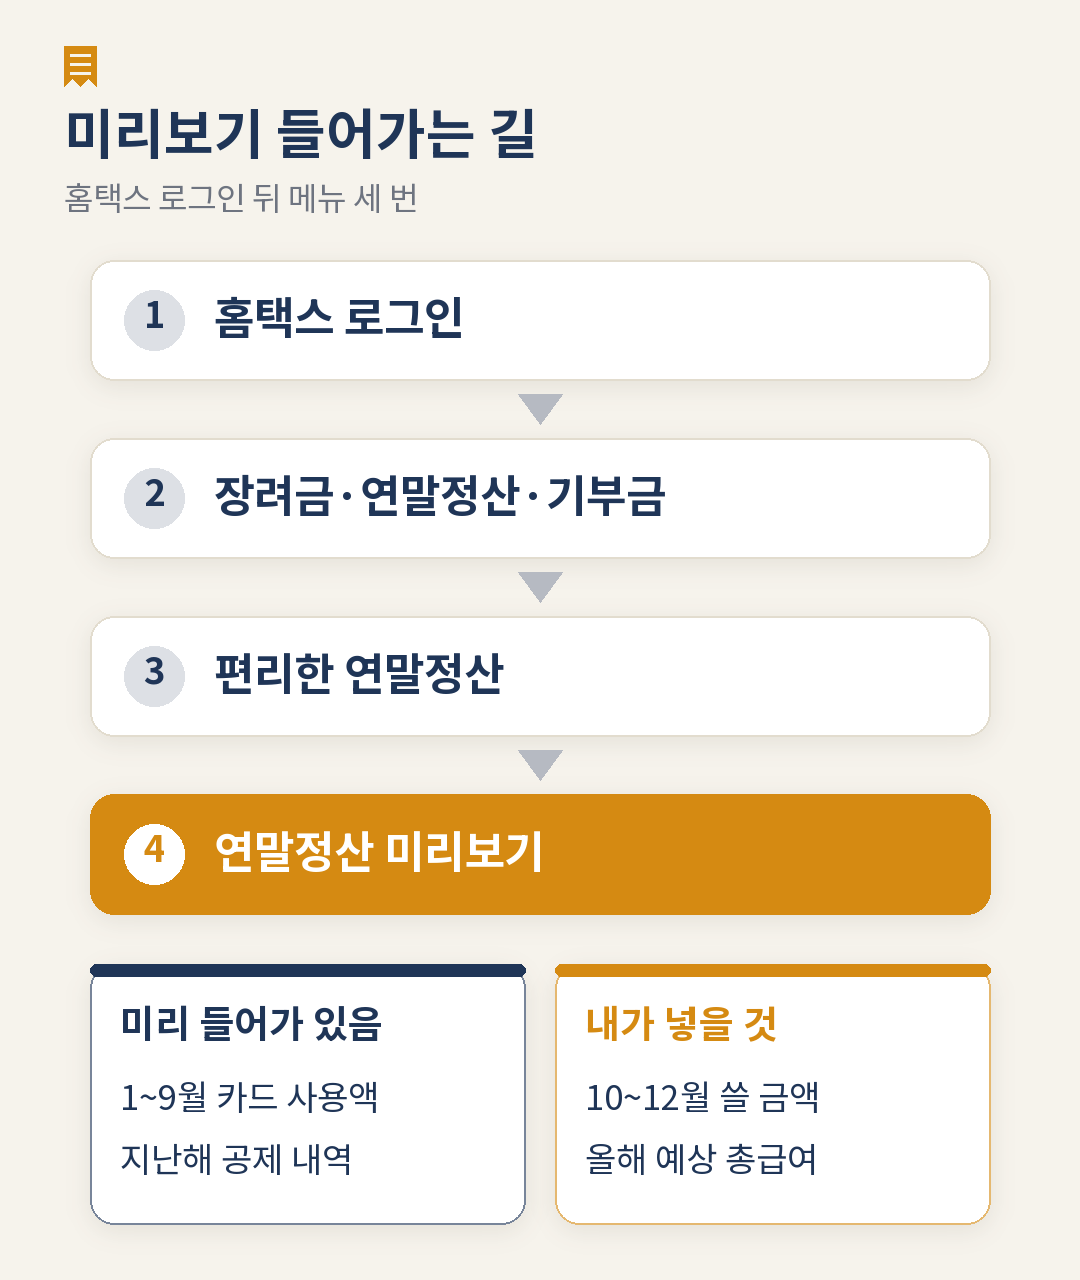 미리보기 들어가는 길
홈택스 로그인 뒤 메뉴 세 번
1 홈택스 로그인
2 장려금·연말정산·기부금
3 편리한 연말정산
4 연말정산 미리보기
미리 들어가 있음
1~9월 카드 사용액
지난해 공제 내역
내가 넣을 것
10~12월 쓸 금액
올해 예상 총급여